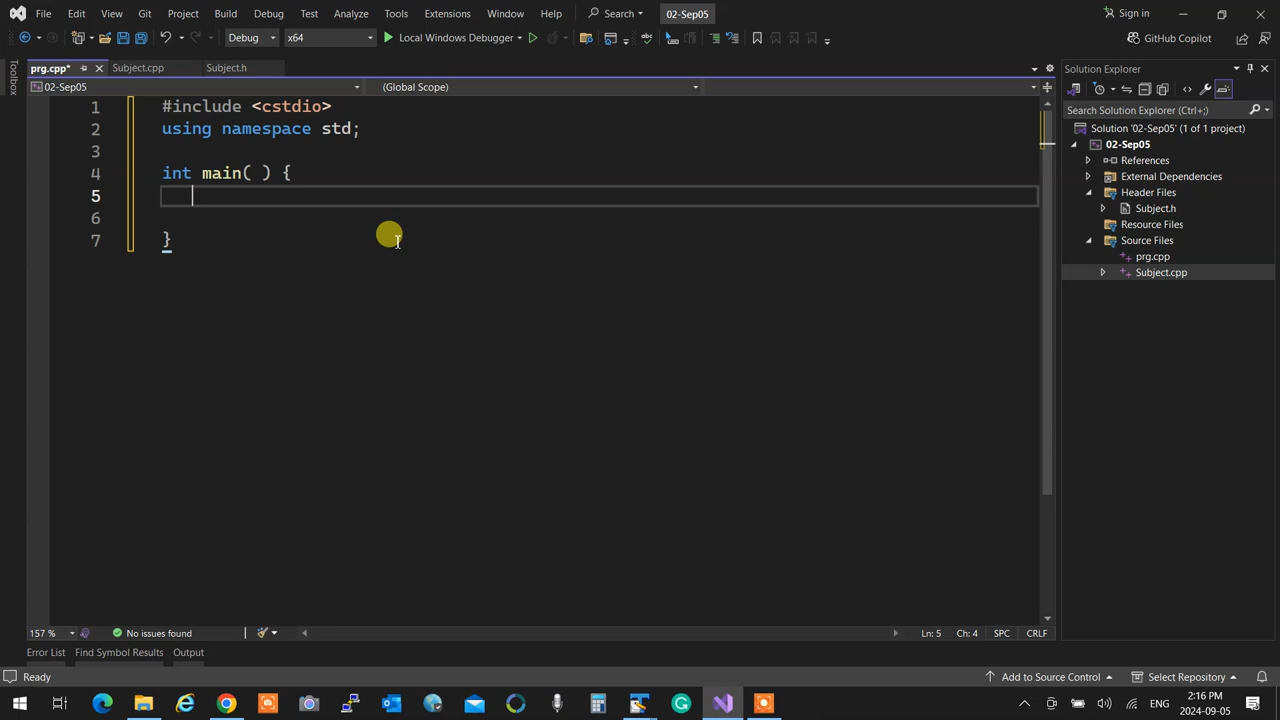 File Edit View Git Project Build Debug Test Analyze Tools Extensions Window Help Search 02-Sep05 Sign in
Debug x64 Local Windows Debugger GitHub Copilot
prg.cpp* Subject.cpp Subject.h
02-Sep05 (Global Scope)
Toolbox
1 #include <cstdio>
2 using namespace std;
3
4 int main( ) {
5
6
7 }
Solution Explorer
Search Solution Explorer (Ctrl+;)
Solution '02-Sep05' (1 of 1 project)
02-Sep05
References
External Dependencies
Header Files
Subject.h
Resource Files
Source Files
prg.cpp
Subject.cpp
157 % No issues found Ln: 5 Ch: 4 SPC CRLF
Error List Find Symbol Results Output
Ready Add to Source Control Select Repository
ENG 2:16 PM
2024-09-05